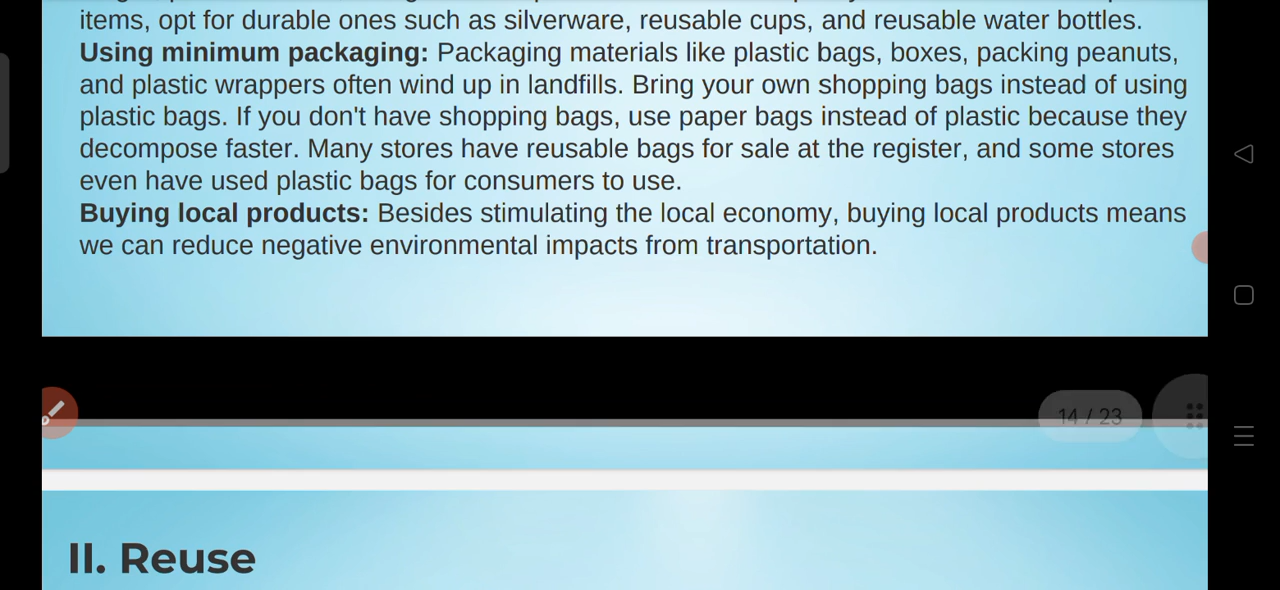 items, opt for durable ones such as silverware, reusable cups, and reusable water bottles.
Using minimum packaging: Packaging materials like plastic bags, boxes, packing peanuts,
and plastic wrappers often wind up in landfills. Bring your own shopping bags instead of using
plastic bags. If you don't have shopping bags, use paper bags instead of plastic because they
decompose faster. Many stores have reusable bags for sale at the register, and some stores
even have used plastic bags for consumers to use.
Buying local products: Besides stimulating the local economy, buying local products means
we can reduce negative environmental impacts from transportation.
14 / 23
II. Reuse